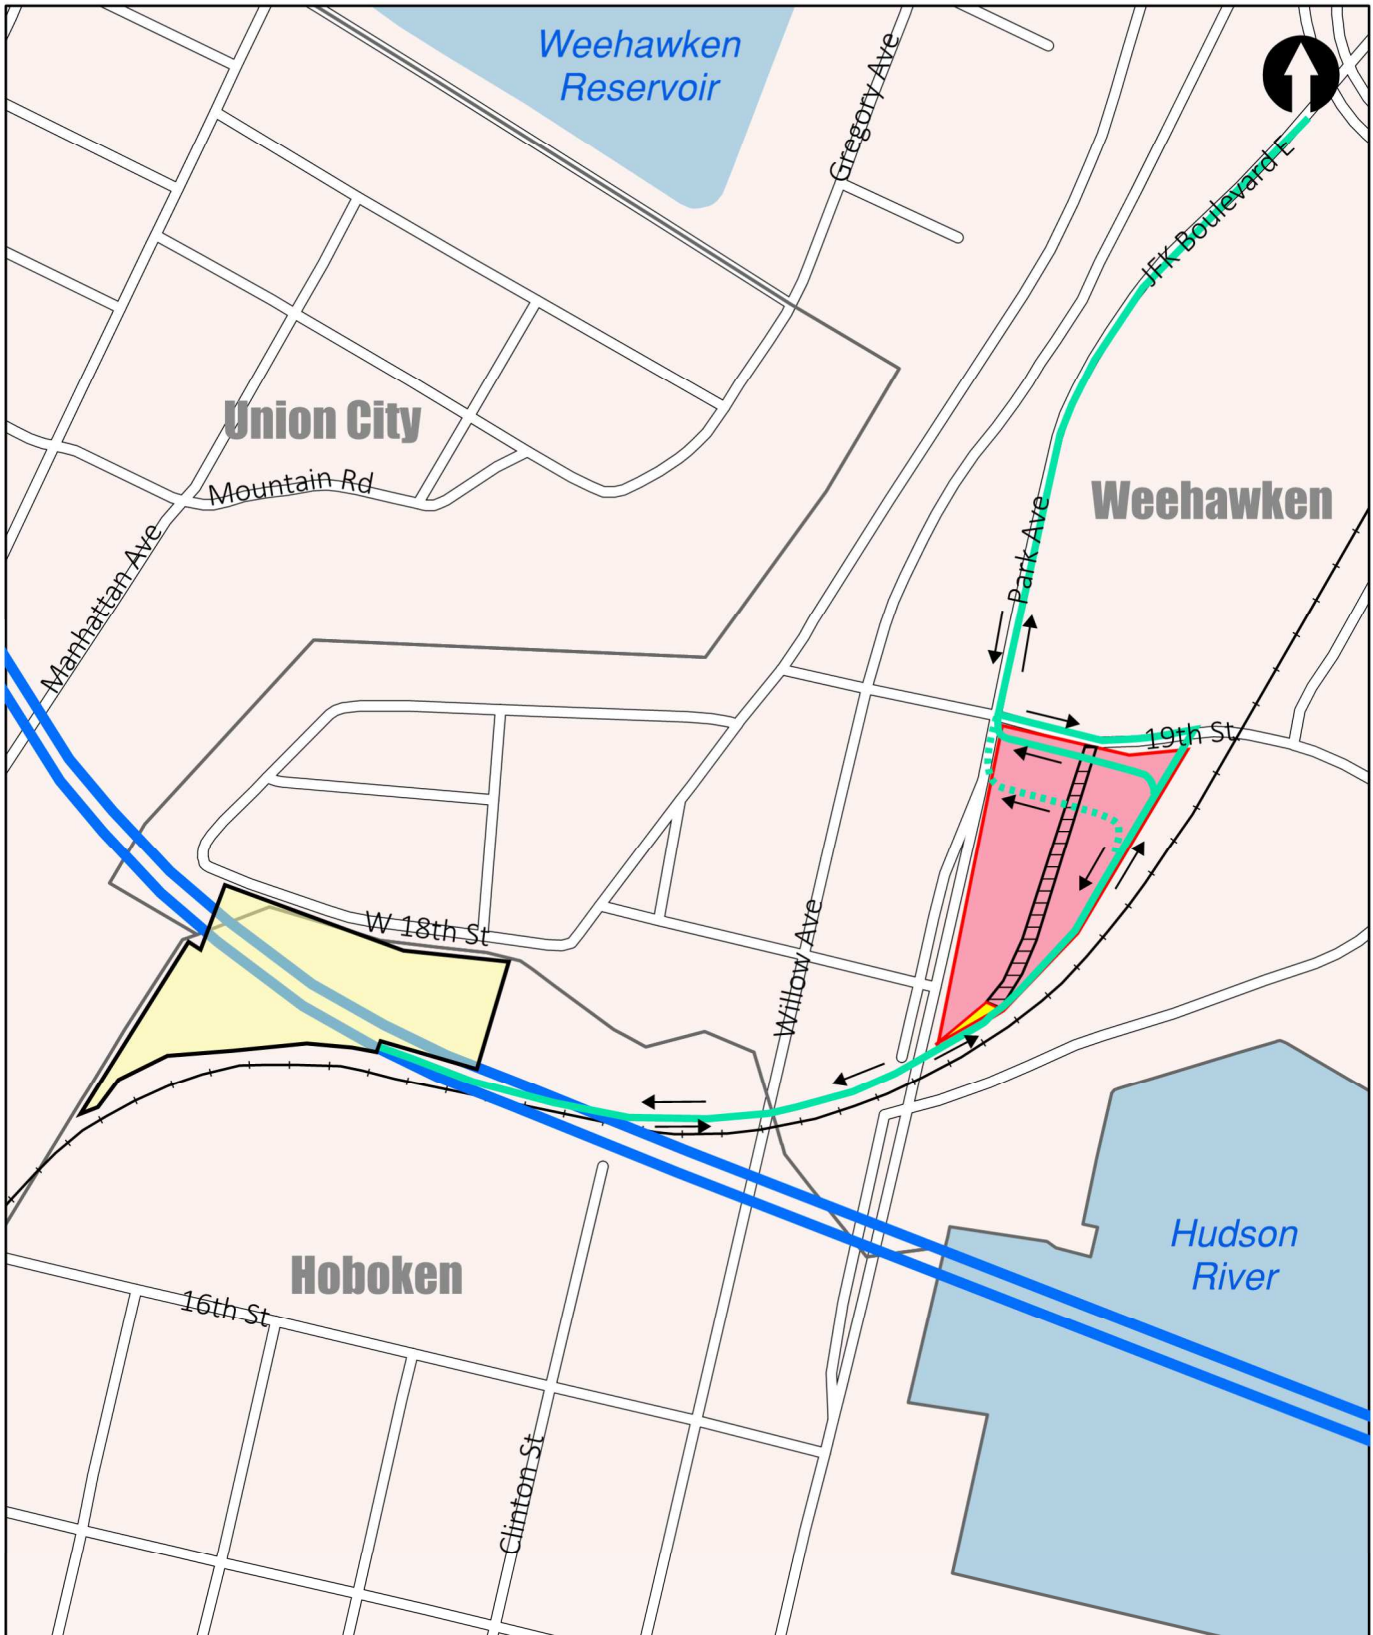 Weehawken
Reservoir
Gregory Ave
JFK Boulevard E
Union City
Mountain Rd
Weehawken
Park Ave
Manhattan Ave
19th St
W 18th St
Willow Ave
Hudson
River
Hoboken
16th St
Clinton St